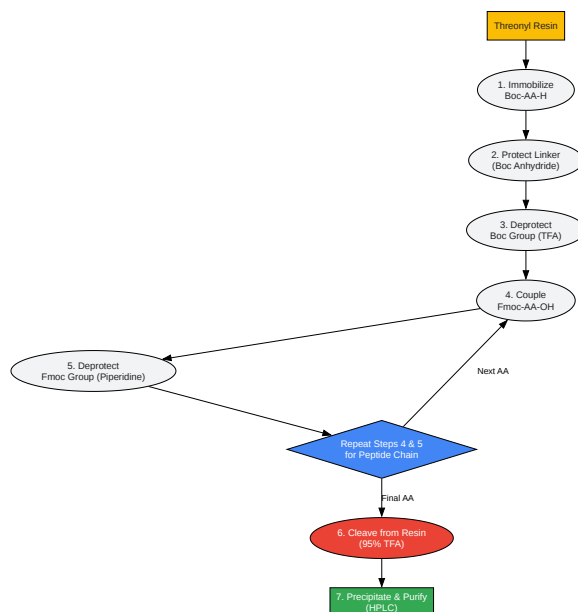 Threonyl Resin
1. Immobilize
Boc-AA-H
2. Protect Linker
(Boc Anhydride)
3. Deprotect
Boc Group (TFA)
4. Couple
Fmoc-AA-OH
5. Deprotect
Fmoc Group (Piperidine)
Next AA
Repeat Steps 4 & 5
for Peptide Chain
Final AA
6. Cleave from Resin
(95% TFA)
7. Precipitate & Purify
(HPLC)